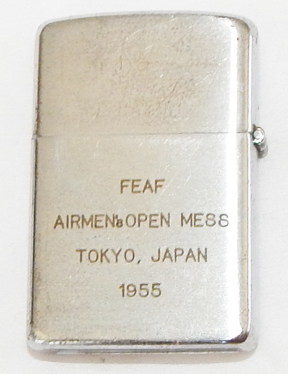 FEAF
AIRMEN's OPEN MESS
TOKYO, JAPAN
1955